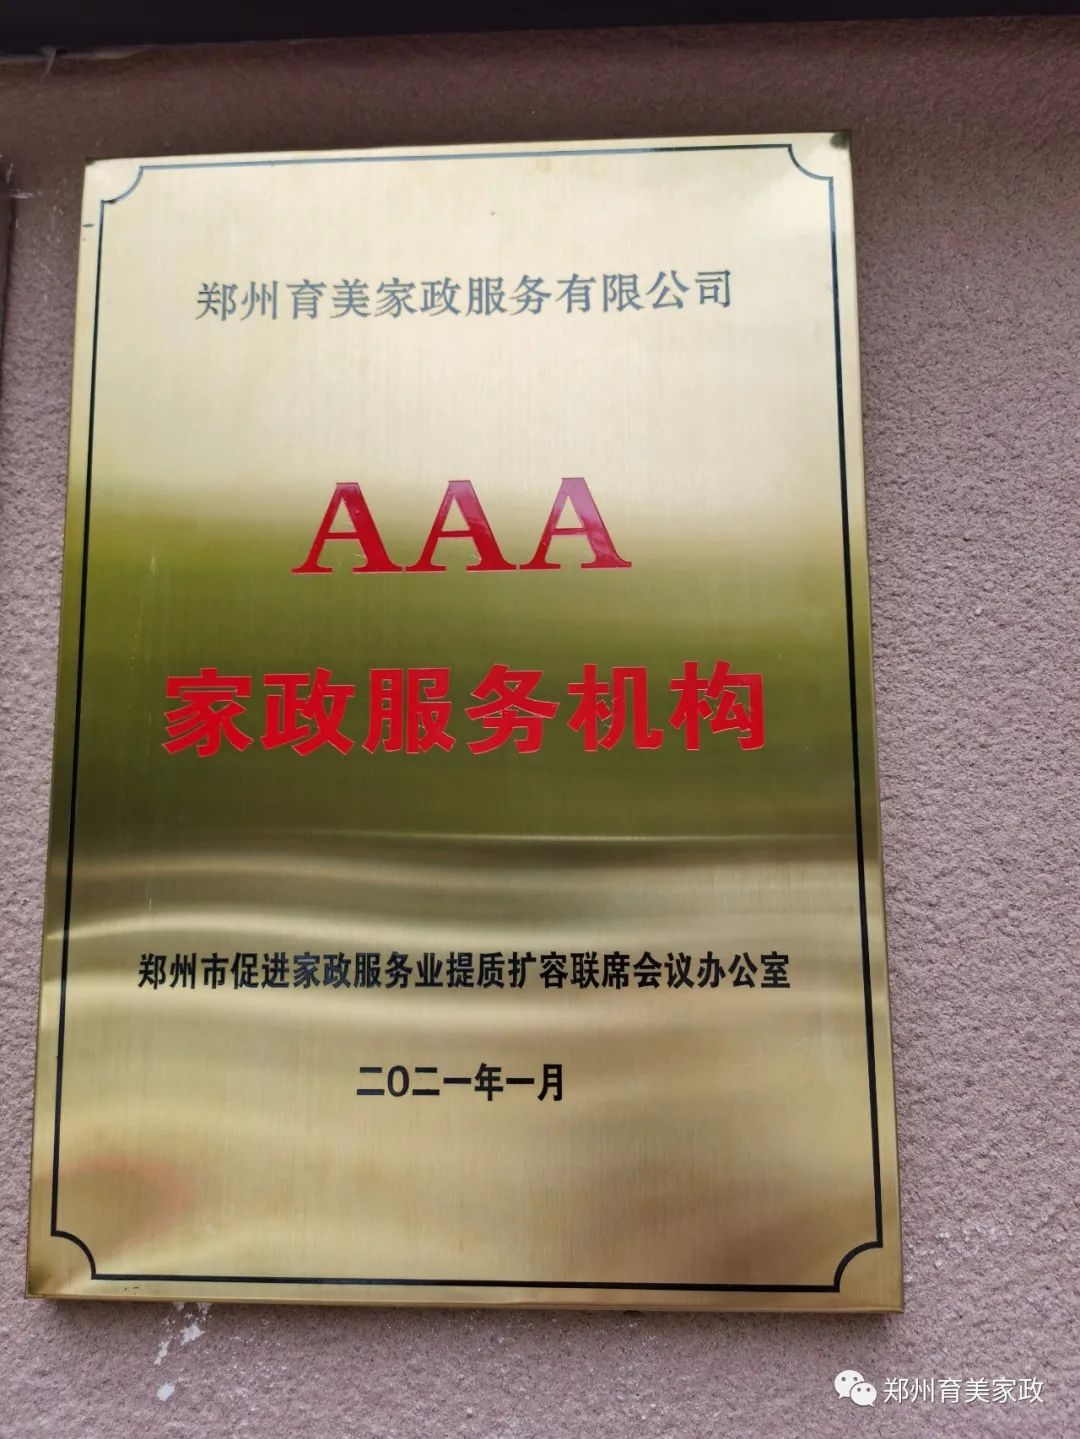 郑州育美家政服务有限公司
AAA
家政服务机构
郑州市促进家政服务业提质扩容联席会议办公室
二〇二一年一月
郑州育美家政